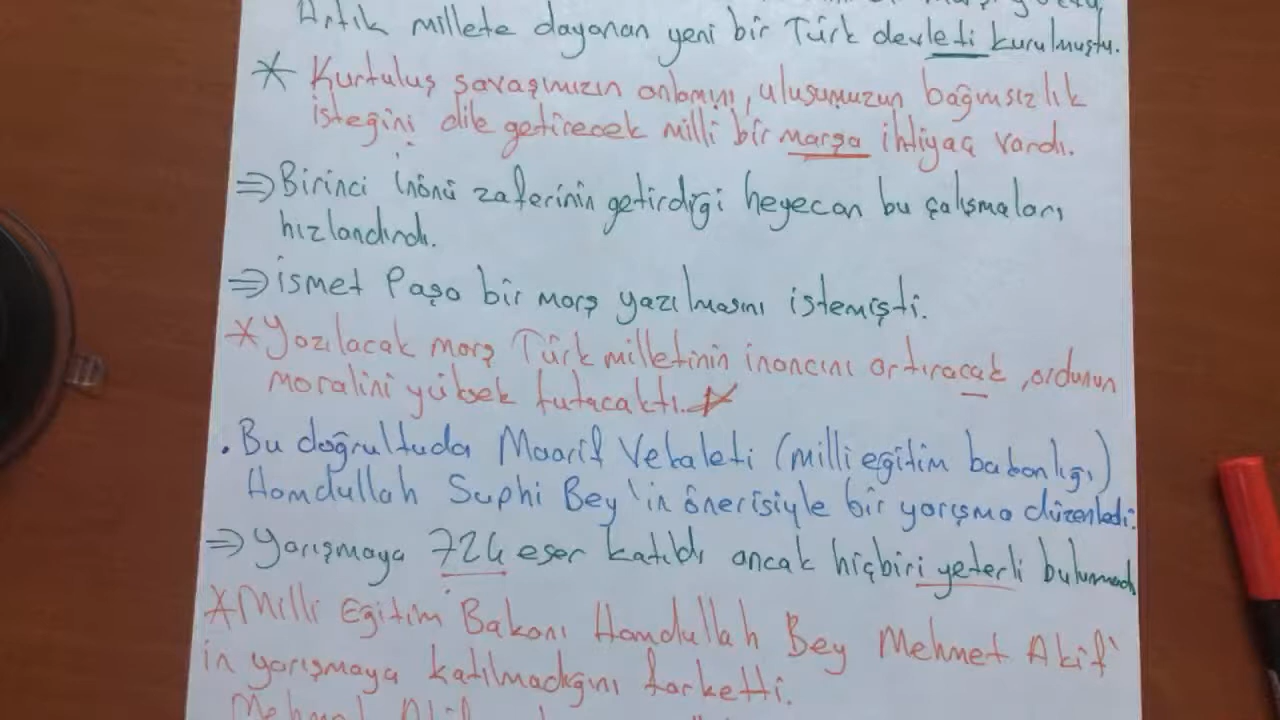 Artık millete dayanan yeni bir Türk devleti kurulmuştu.
* Kurtuluş savaşımızın anlamını, ulusumuzun bağımsızlık
isteğini dile getirecek milli bir marşa ihtiyaç vardı.
⇒ Birinci İnönü zaferinin getirdiği heyecan bu çalışmaları
hızlandırdı.
⇒ İsmet Paşa bir marş yazılmasını istemişti.
* Yazılacak marş Türk milletinin inancını artıracak, ordunun
moralini yüksek tutacaktı.
. Bu doğrultuda Maarif Vekaleti (milli eğitim bakanlığı)
Hamdullah Suphi Bey'in önerisiyle bir yarışma düzenledi.
⇒ Yarışmaya 724 eser katıldı ancak hiçbiri yeterli bulunmadı
* Milli Eğitim Bakanı Hamdullah Bey Mehmet Akif'
in yarışmaya katılmadığını farketti.
Mehmet Akif